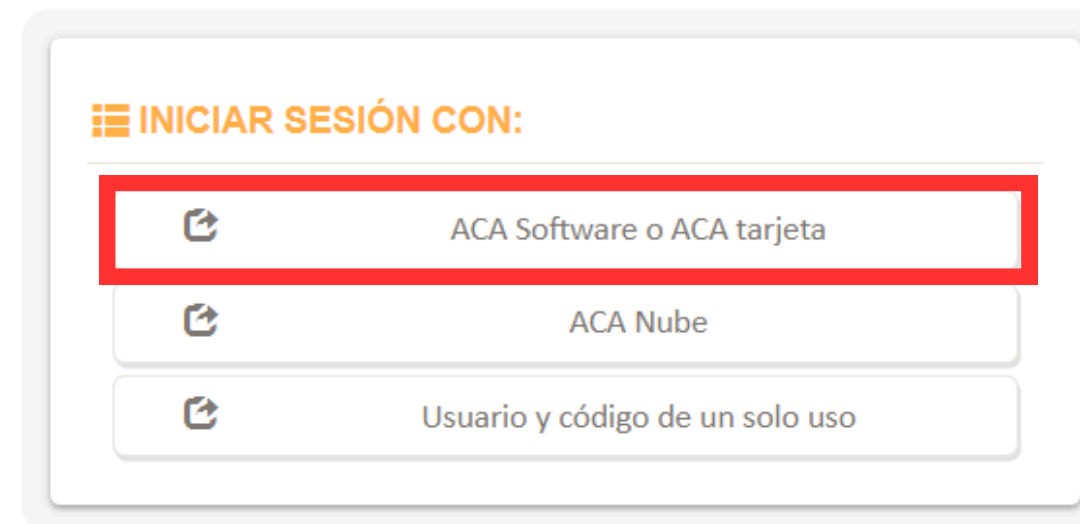 INICIAR SESIÓN CON:
ACA Software o ACA tarjeta
ACA Nube
Usuario y código de un solo uso